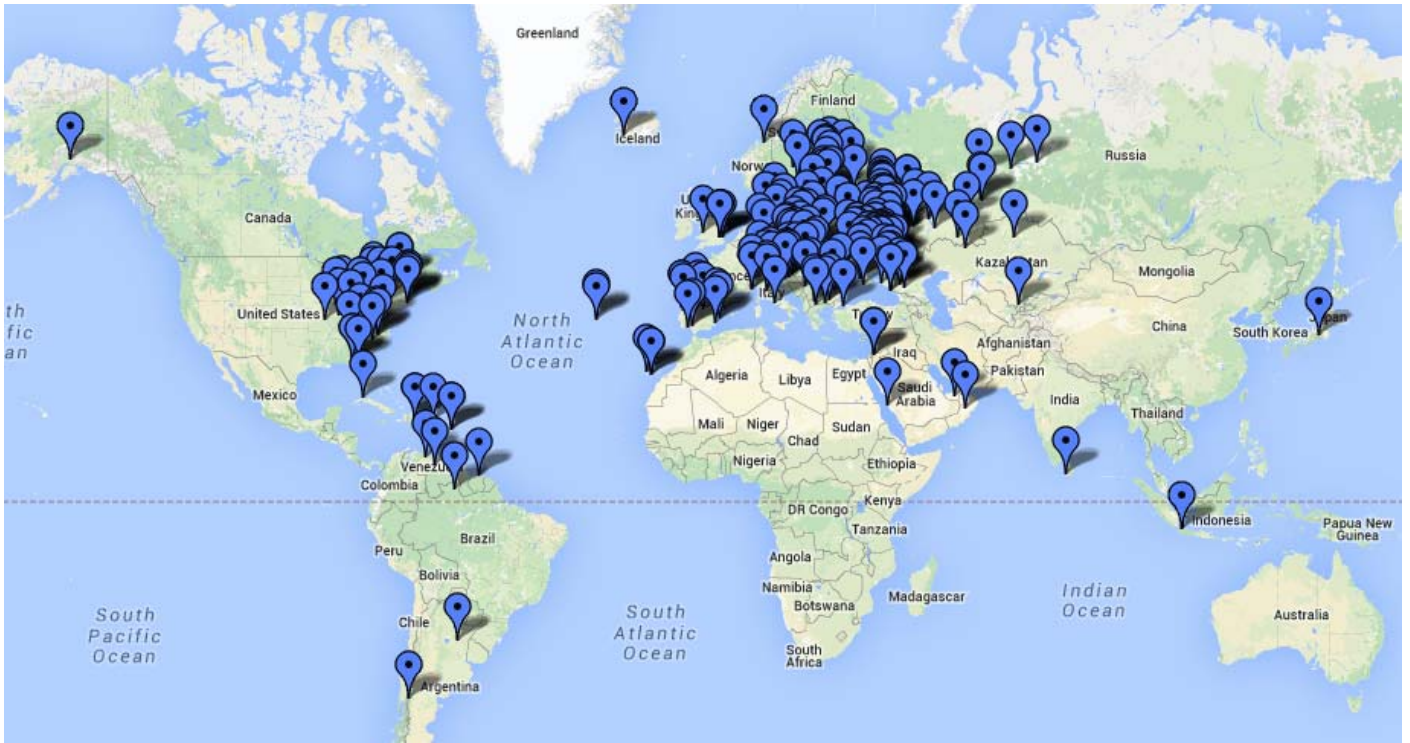 Greenland
Finland
Iceland
Russia
Norw
Canada
Kazakhstan
Mongolia
United States
North
Atlantic
Ocean
South Korea
Japan
China
Iraq
Afghanistan
Pakistan
Mexico
Algeria
Libya
Egypt
Saudi
Arabia
India
Thailand
Mali
Niger
Sudan
Chad
Nigeria
Ethiopia
Colombia
Kenya
DR Congo
Tanzania
Indonesia
Papua New
Guinea
Peru
Brazil
Bolivia
Angola
Namibia
Botswana
Madagascar
Indian
Ocean
South
Pacific
Ocean
Chile
South
Atlantic
Ocean
Australia
South
Africa
Argentina